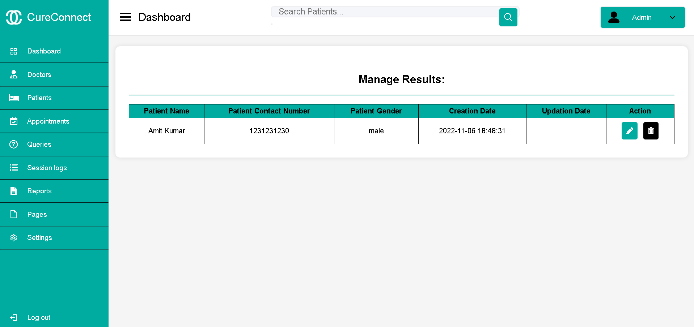 CureConnect
Dashboard
Search Patients...
Admin
Dashboard
Doctors
Patients
Appointments
Queries
Session logs
Reports
Pages
Settings
Log out
Manage Results:
Patient Name Patient Contact Number Patient Gender Creation Date Updation Date Action
Amit Kumar 1231231230 male 2022-11-06 18:46:31